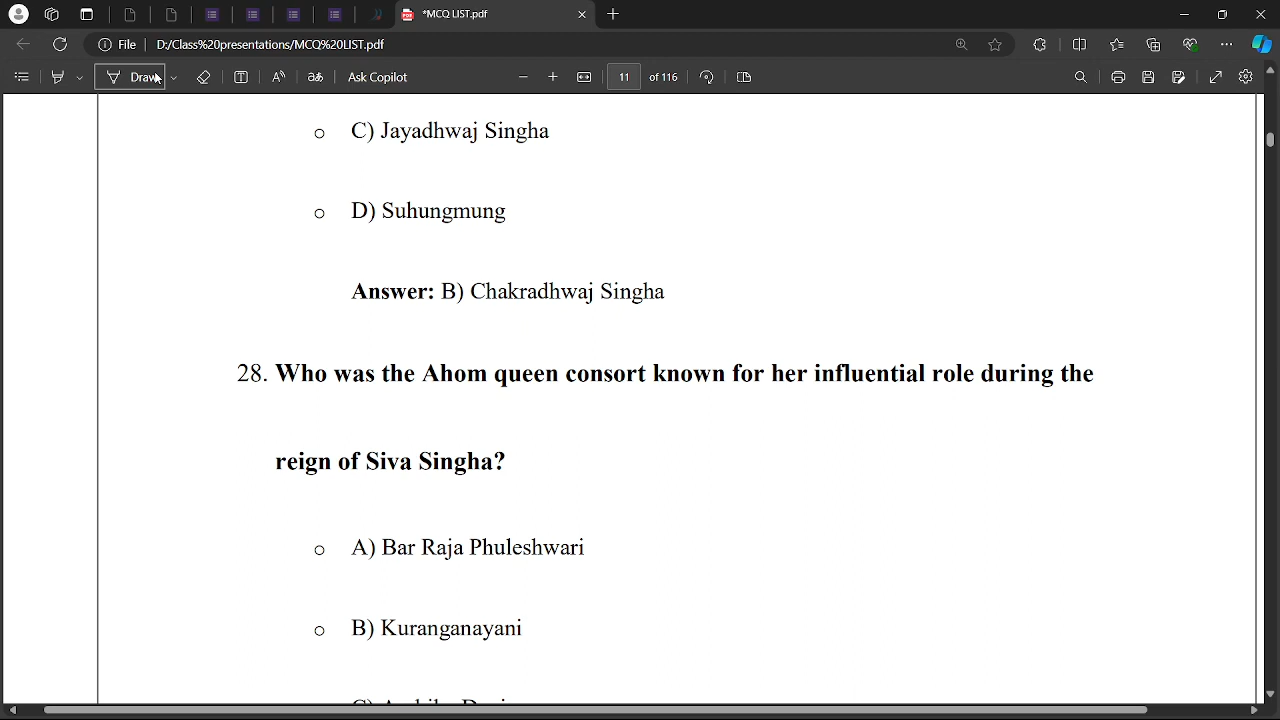 *MCQ LIST.pdf
File
D:/Class%20presentations/MCQ%20LIST.pdf
Draw
Ask Copilot
11 of 116
C) Jayadhwaj Singha
D) Suhungmung
Answer: B) Chakradhwaj Singha
28. Who was the Ahom queen consort known for her influential role during the
reign of Siva Singha?
A) Bar Raja Phuleshwari
B) Kuranganayani